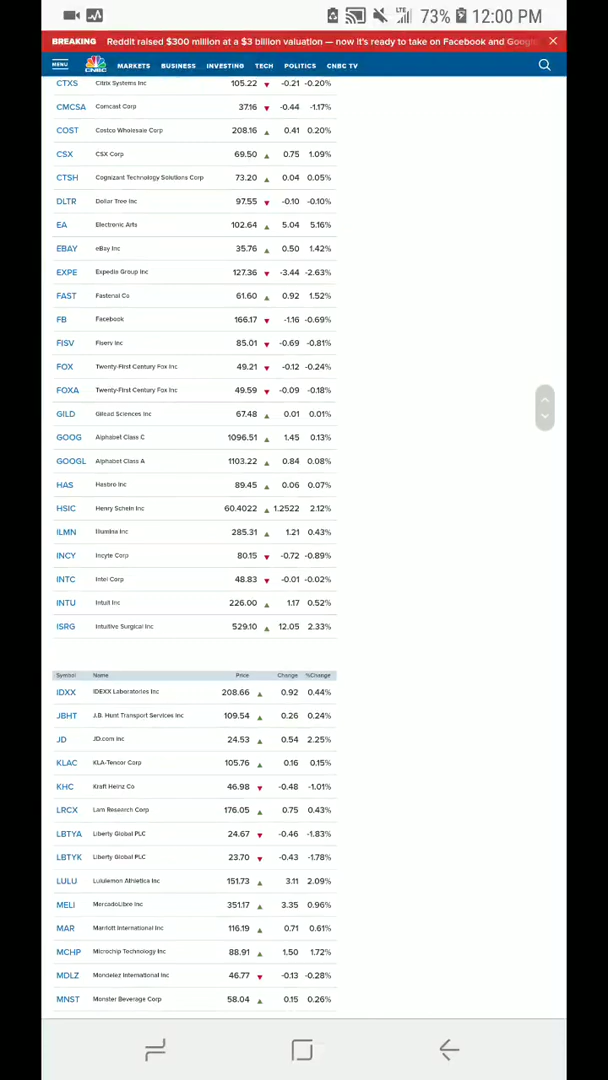 LTE 73% 12:00 PM
BREAKING Reddit raised $300 million at a $3 billion valuation — now it's ready to take on Facebook and Google
MENU CNBC MARKETS BUSINESS INVESTING TECH POLITICS CNBC TV
CTXS Citrix Systems Inc 105.22 ▼ -0.21 -0.20%
CMCSA Comcast Corp 37.16 ▼ -0.44 -1.17%
COST Costco Wholesale Corp 208.16 ▲ 0.41 0.20%
CSX CSX Corp 69.50 ▲ 0.75 1.09%
CTSH Cognizant Technology Solutions Corp 73.20 ▲ 0.04 0.05%
DLTR Dollar Tree Inc 97.55 ▼ -0.10 -0.10%
EA Electronic Arts 102.64 ▲ 5.04 5.16%
EBAY eBay Inc 35.76 ▲ 0.50 1.42%
EXPE Expedia Group Inc 127.36 ▼ -3.44 -2.63%
FAST Fastenal Co 61.60 ▲ 0.92 1.52%
FB Facebook 166.17 ▼ -1.16 -0.69%
FISV Fiserv Inc 85.01 ▼ -0.69 -0.81%
FOX Twenty-First Century Fox Inc 49.21 ▼ -0.12 -0.24%
FOXA Twenty-First Century Fox Inc 49.59 ▼ -0.09 -0.18%
GILD Gilead Sciences Inc 67.48 ▲ 0.01 0.01%
GOOG Alphabet Class C 1096.51 ▲ 1.45 0.13%
GOOGL Alphabet Class A 1103.22 ▲ 0.84 0.08%
HAS Hasbro Inc 89.45 ▲ 0.06 0.07%
HSIC Henry Schein Inc 60.4022 ▲ 1.2522 2.12%
ILMN Illumina Inc 285.31 ▲ 1.21 0.43%
INCY Incyte Corp 80.15 ▼ -0.72 -0.89%
INTC Intel Corp 48.83 ▼ -0.01 -0.02%
INTU Intuit Inc 226.00 ▲ 1.17 0.52%
ISRG Intuitive Surgical Inc 529.10 ▲ 12.05 2.33%
Symbol Name Price Change %Change
IDXX IDEXX Laboratories Inc 208.66 ▲ 0.92 0.44%
JBHT J.B. Hunt Transport Services Inc 109.54 ▲ 0.26 0.24%
JD JD.com Inc 24.53 ▲ 0.54 2.25%
KLAC KLA-Tencor Corp 105.76 ▲ 0.16 0.15%
KHC Kraft Heinz Co 46.98 ▼ -0.48 -1.01%
LRCX Lam Research Corp 176.05 ▲ 0.75 0.43%
LBTYA Liberty Global PLC 24.67 ▼ -0.46 -1.83%
LBTYK Liberty Global PLC 23.70 ▼ -0.43 -1.78%
LULU Lululemon Athletica Inc 151.73 ▲ 3.11 2.09%
MELI MercadoLibre Inc 351.17 ▲ 3.35 0.96%
MAR Marriott International Inc 116.19 ▲ 0.71 0.61%
MCHP Microchip Technology Inc 88.91 ▲ 1.50 1.72%
MDLZ Mondelez International Inc 46.77 ▼ -0.13 -0.28%
MNST Monster Beverage Corp 58.04 ▲ 0.15 0.26%